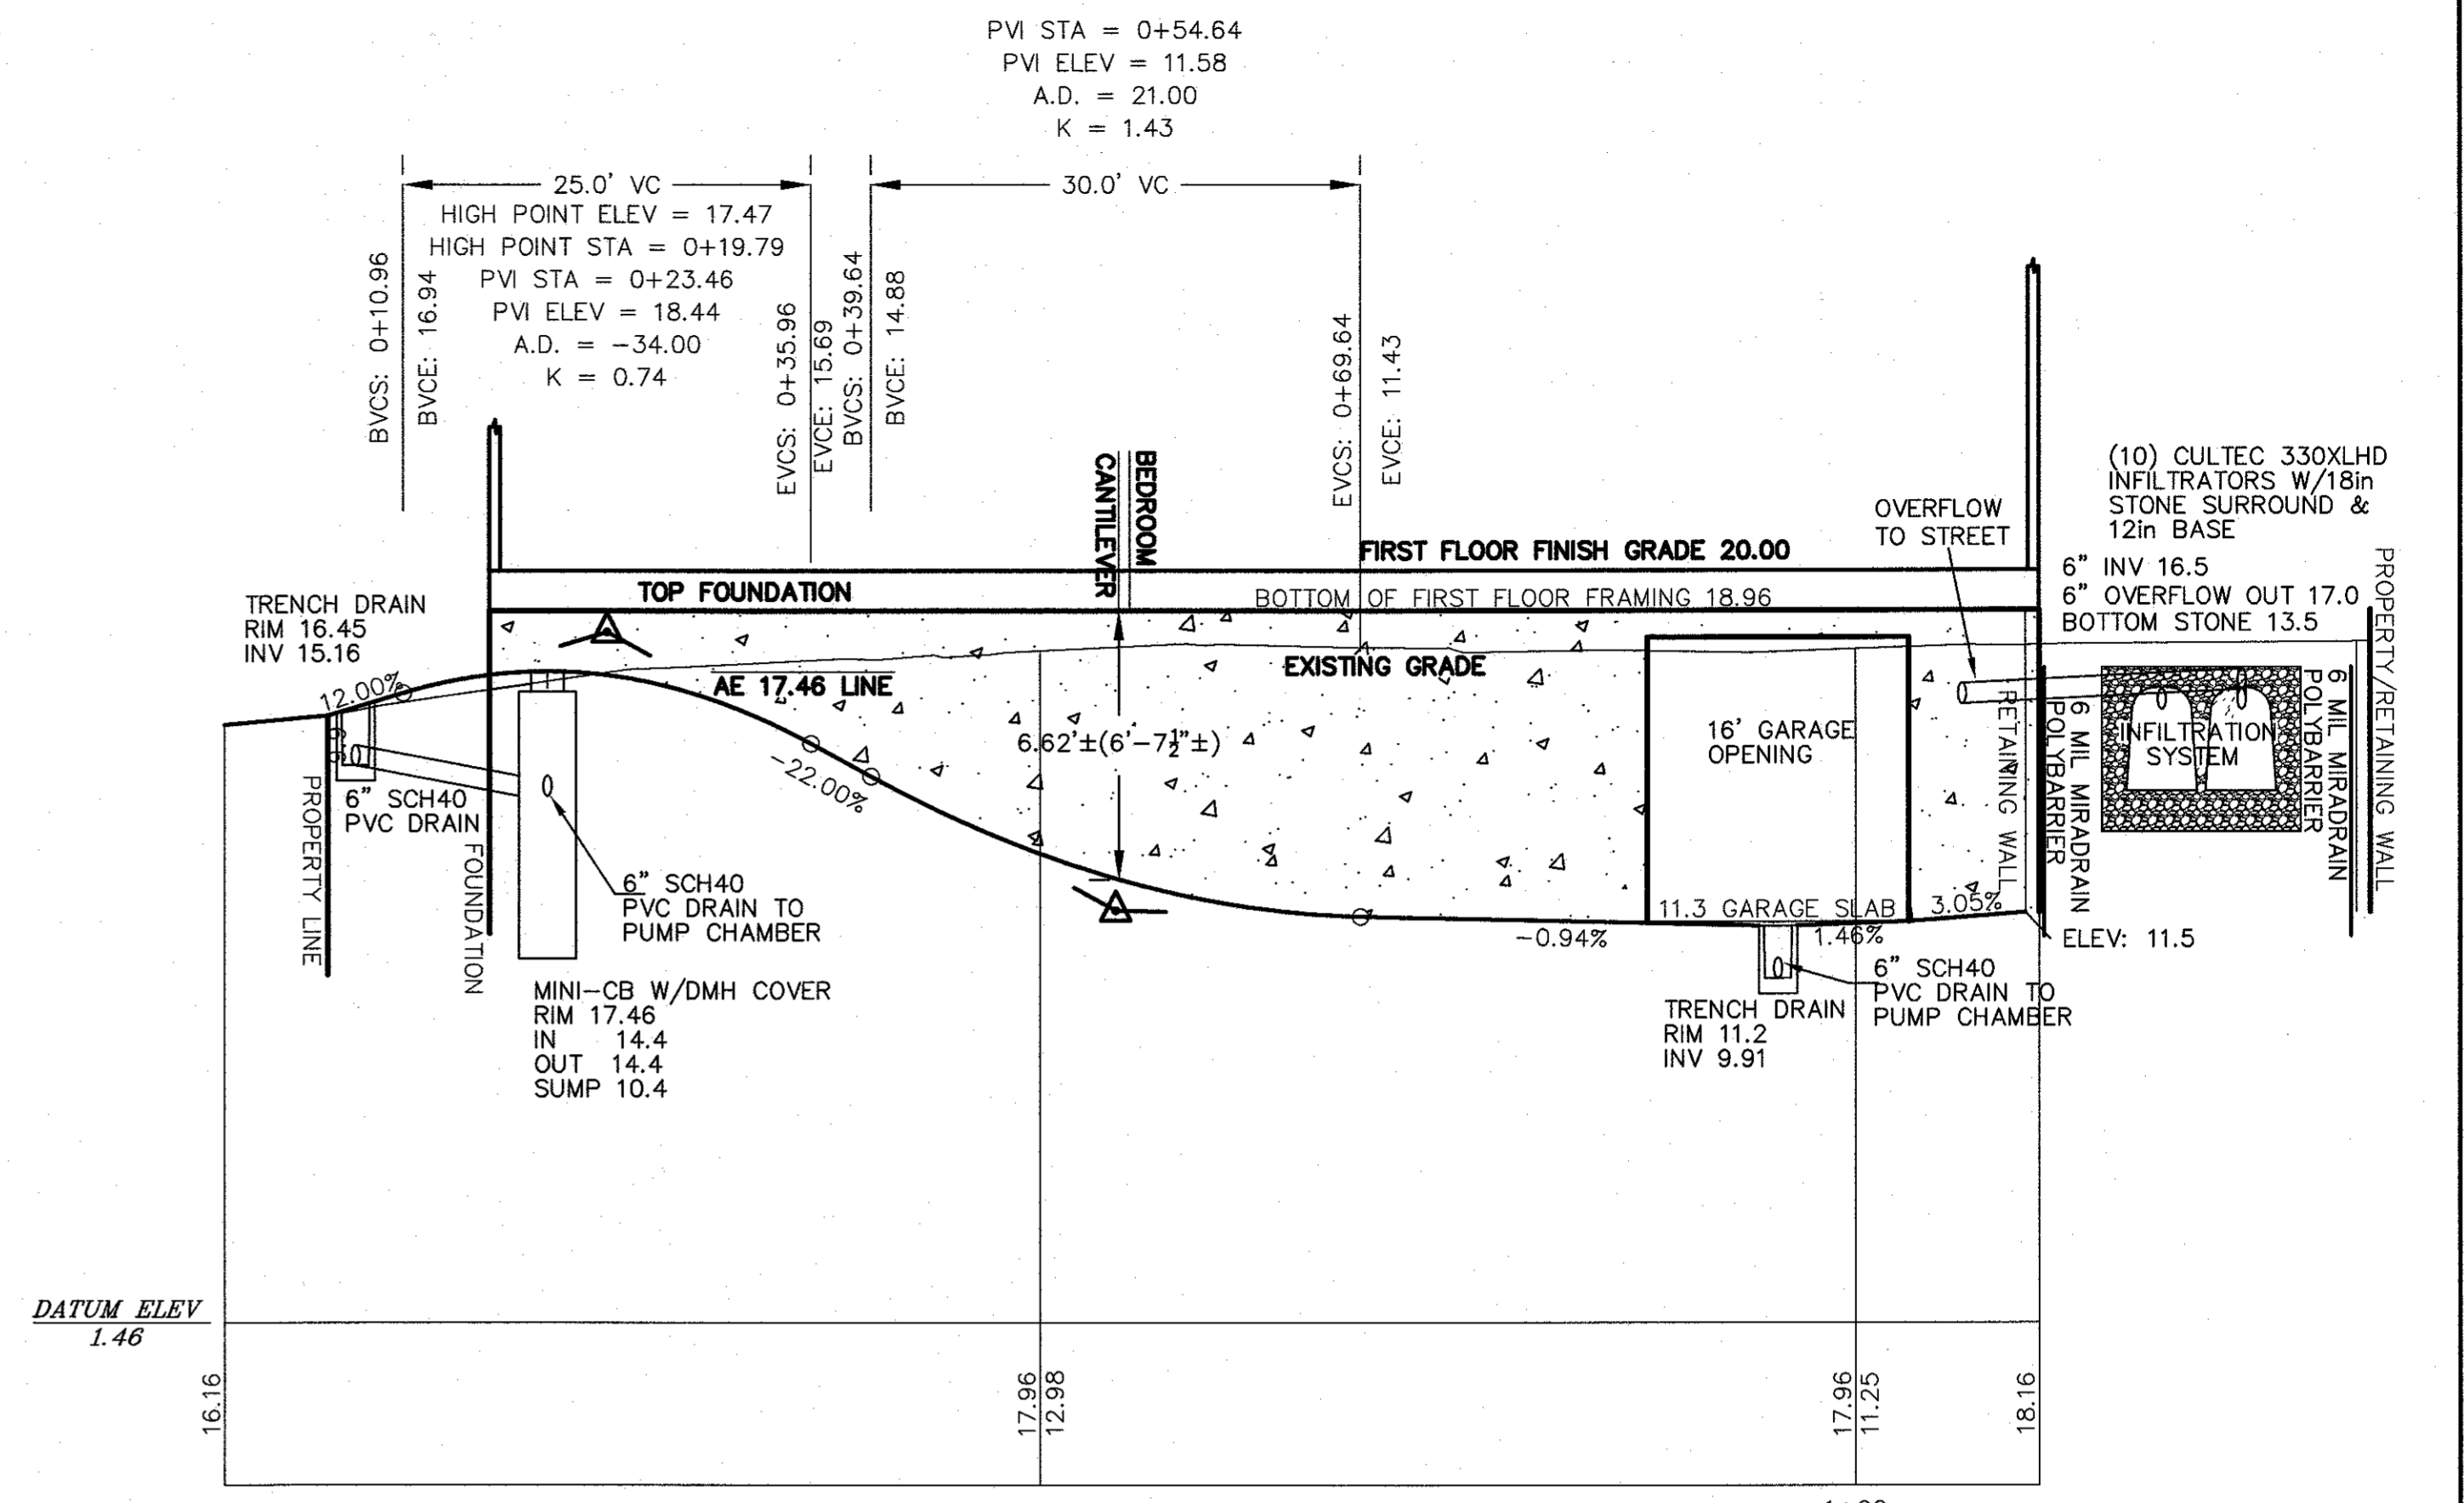 PVI STA = 0+54.64
PVI ELEV = 11.58
A.D. = 21.00
K = 1.43
25.0' VC
30.0' VC
HIGH POINT ELEV = 17.47
HIGH POINT STA = 0+19.79
PVI STA = 0+23.46
PVI ELEV = 18.44
A.D. = -34.00
K = 0.74
BVCS: 0+10.96
BVCE: 16.94
EVCS: 0+35.96
EVCE: 15.69
BVCS: 0+39.64
BVCE: 14.88
EVCS: 0+69.64
EVCE: 11.43
BEDROOM
CANTILEVER
FIRST FLOOR FINISH GRADE 20.00
TOP FOUNDATION
BOTTOM OF FIRST FLOOR FRAMING 18.96
OVERFLOW
TO STREET
(10) CULTEC 330XLHD
INFILTRATORS W/18in
STONE SURROUND &
12in BASE
6" INV 16.5
6" OVERFLOW OUT 17.0
BOTTOM STONE 13.5
PROPERTY/RETAINING WALL
TRENCH DRAIN
RIM 16.45
INV 15.16
12.00%
AE 17.46 LINE
EXISTING GRADE
6.62'±(6'-7½"±)
-22.00%
16' GARAGE
OPENING
RETAINING WALL
6 MIL MIRADRAIN
POLYBARRIER
INFILTRATION
SYSTEM
6 MIL MIRADRAIN
POLYBARRIER
6" SCH40
PVC DRAIN
PROPERTY LINE
FOUNDATION
6" SCH40
PVC DRAIN TO
PUMP CHAMBER
MINI-CB W/DMH COVER
RIM 17.46
IN 14.4
OUT 14.4
SUMP 10.4
11.3 GARAGE SLAB
3.05%
-0.94%
1.46%
ELEV: 11.5
6" SCH40
PVC DRAIN TO
PUMP CHAMBER
TRENCH DRAIN
RIM 11.2
INV 9.91
DATUM ELEV
1.46
16.16
17.96
12.98
17.96
11.25
18.16